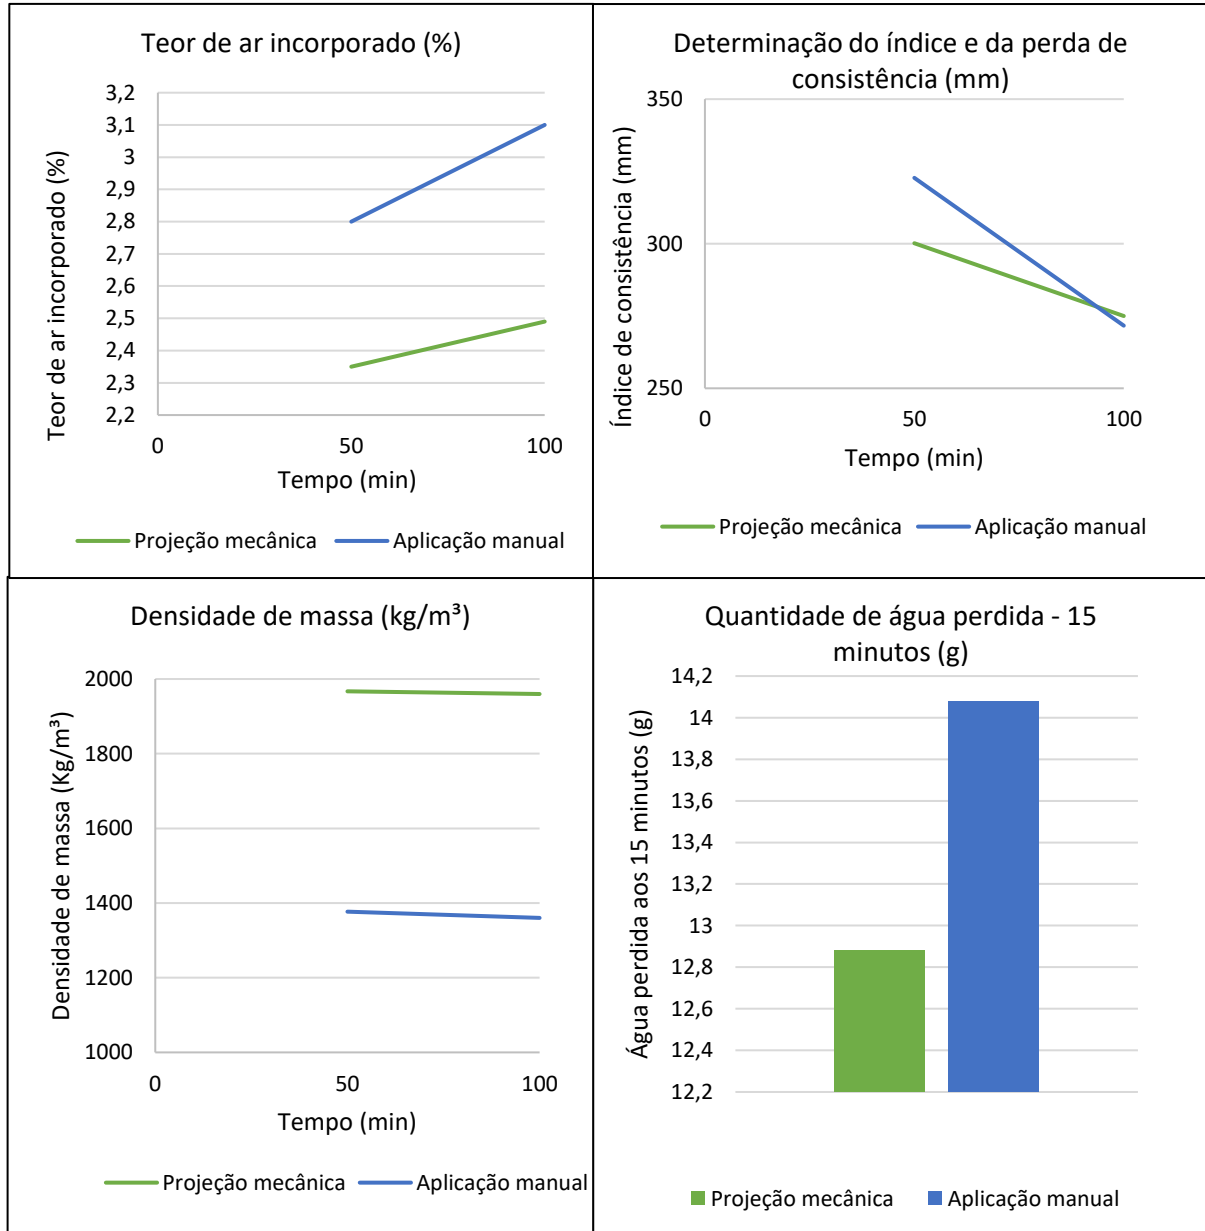 Teor de ar incorporado (%)
3,2
3,1
3
2,9
2,8
2,7
2,6
2,5
2,4
2,3
2,2
0
50
100
Teor de ar incorporado (%)
Tempo (min)
Projeção mecânica
Aplicação manual
Determinação do índice e da perda de
consistência (mm)
350
300
250
0
50
100
Índice de consistência (mm)
Tempo (min)
Projeção mecânica
Aplicação manual
Densidade de massa (kg/m³)
2000
1800
1600
1400
1200
1000
0
50
100
Densidade de massa (Kg/m³)
Tempo (min)
Projeção mecânica
Aplicação manual
Quantidade de água perdida - 15
minutos (g)
14,2
14
13,8
13,6
13,4
13,2
13
12,8
12,6
12,4
12,2
Água perdida aos 15 minutos (g)
Projeção mecânica
Aplicação manual